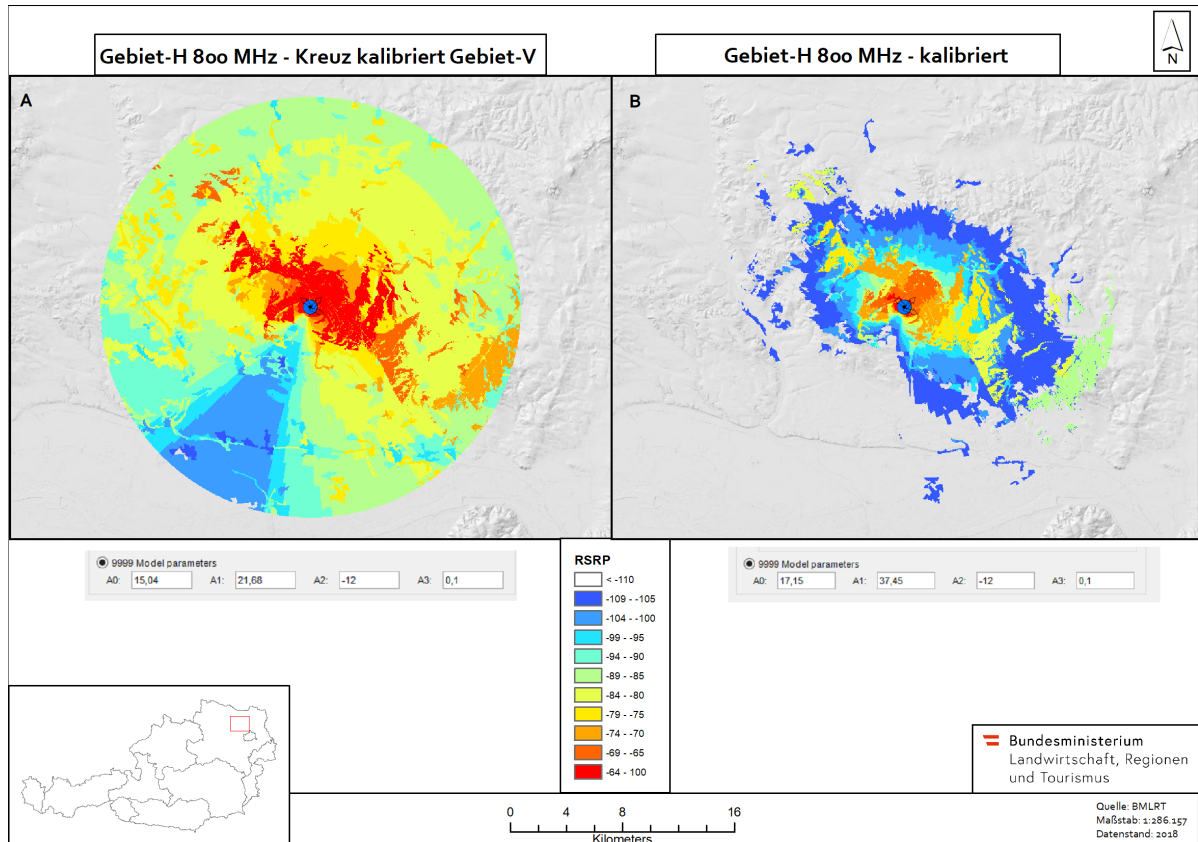 Gebiet-H 800 MHz - Kreuz kalibriert Gebiet-V
Gebiet-H 800 MHz - kalibriert
N
A
B
9999 Model parameters
A0: 15,04 A1: 21,68 A2: -12 A3: 0,1
9999 Model parameters
A0: 17,15 A1: 37,45 A2: -12 A3: 0,1
RSRP
< -110
-109 - -105
-104 - -100
-99 - -95
-94 - -90
-89 - -85
-84 - -80
-79 - -75
-74 - -70
-69 - -65
-64 - 100
Bundesministerium
Landwirtschaft, Regionen
und Tourismus
0 4 8 16
Kilometers
Quelle: BMLRT
Maßstab: 1:286.157
Datenstand: 2018